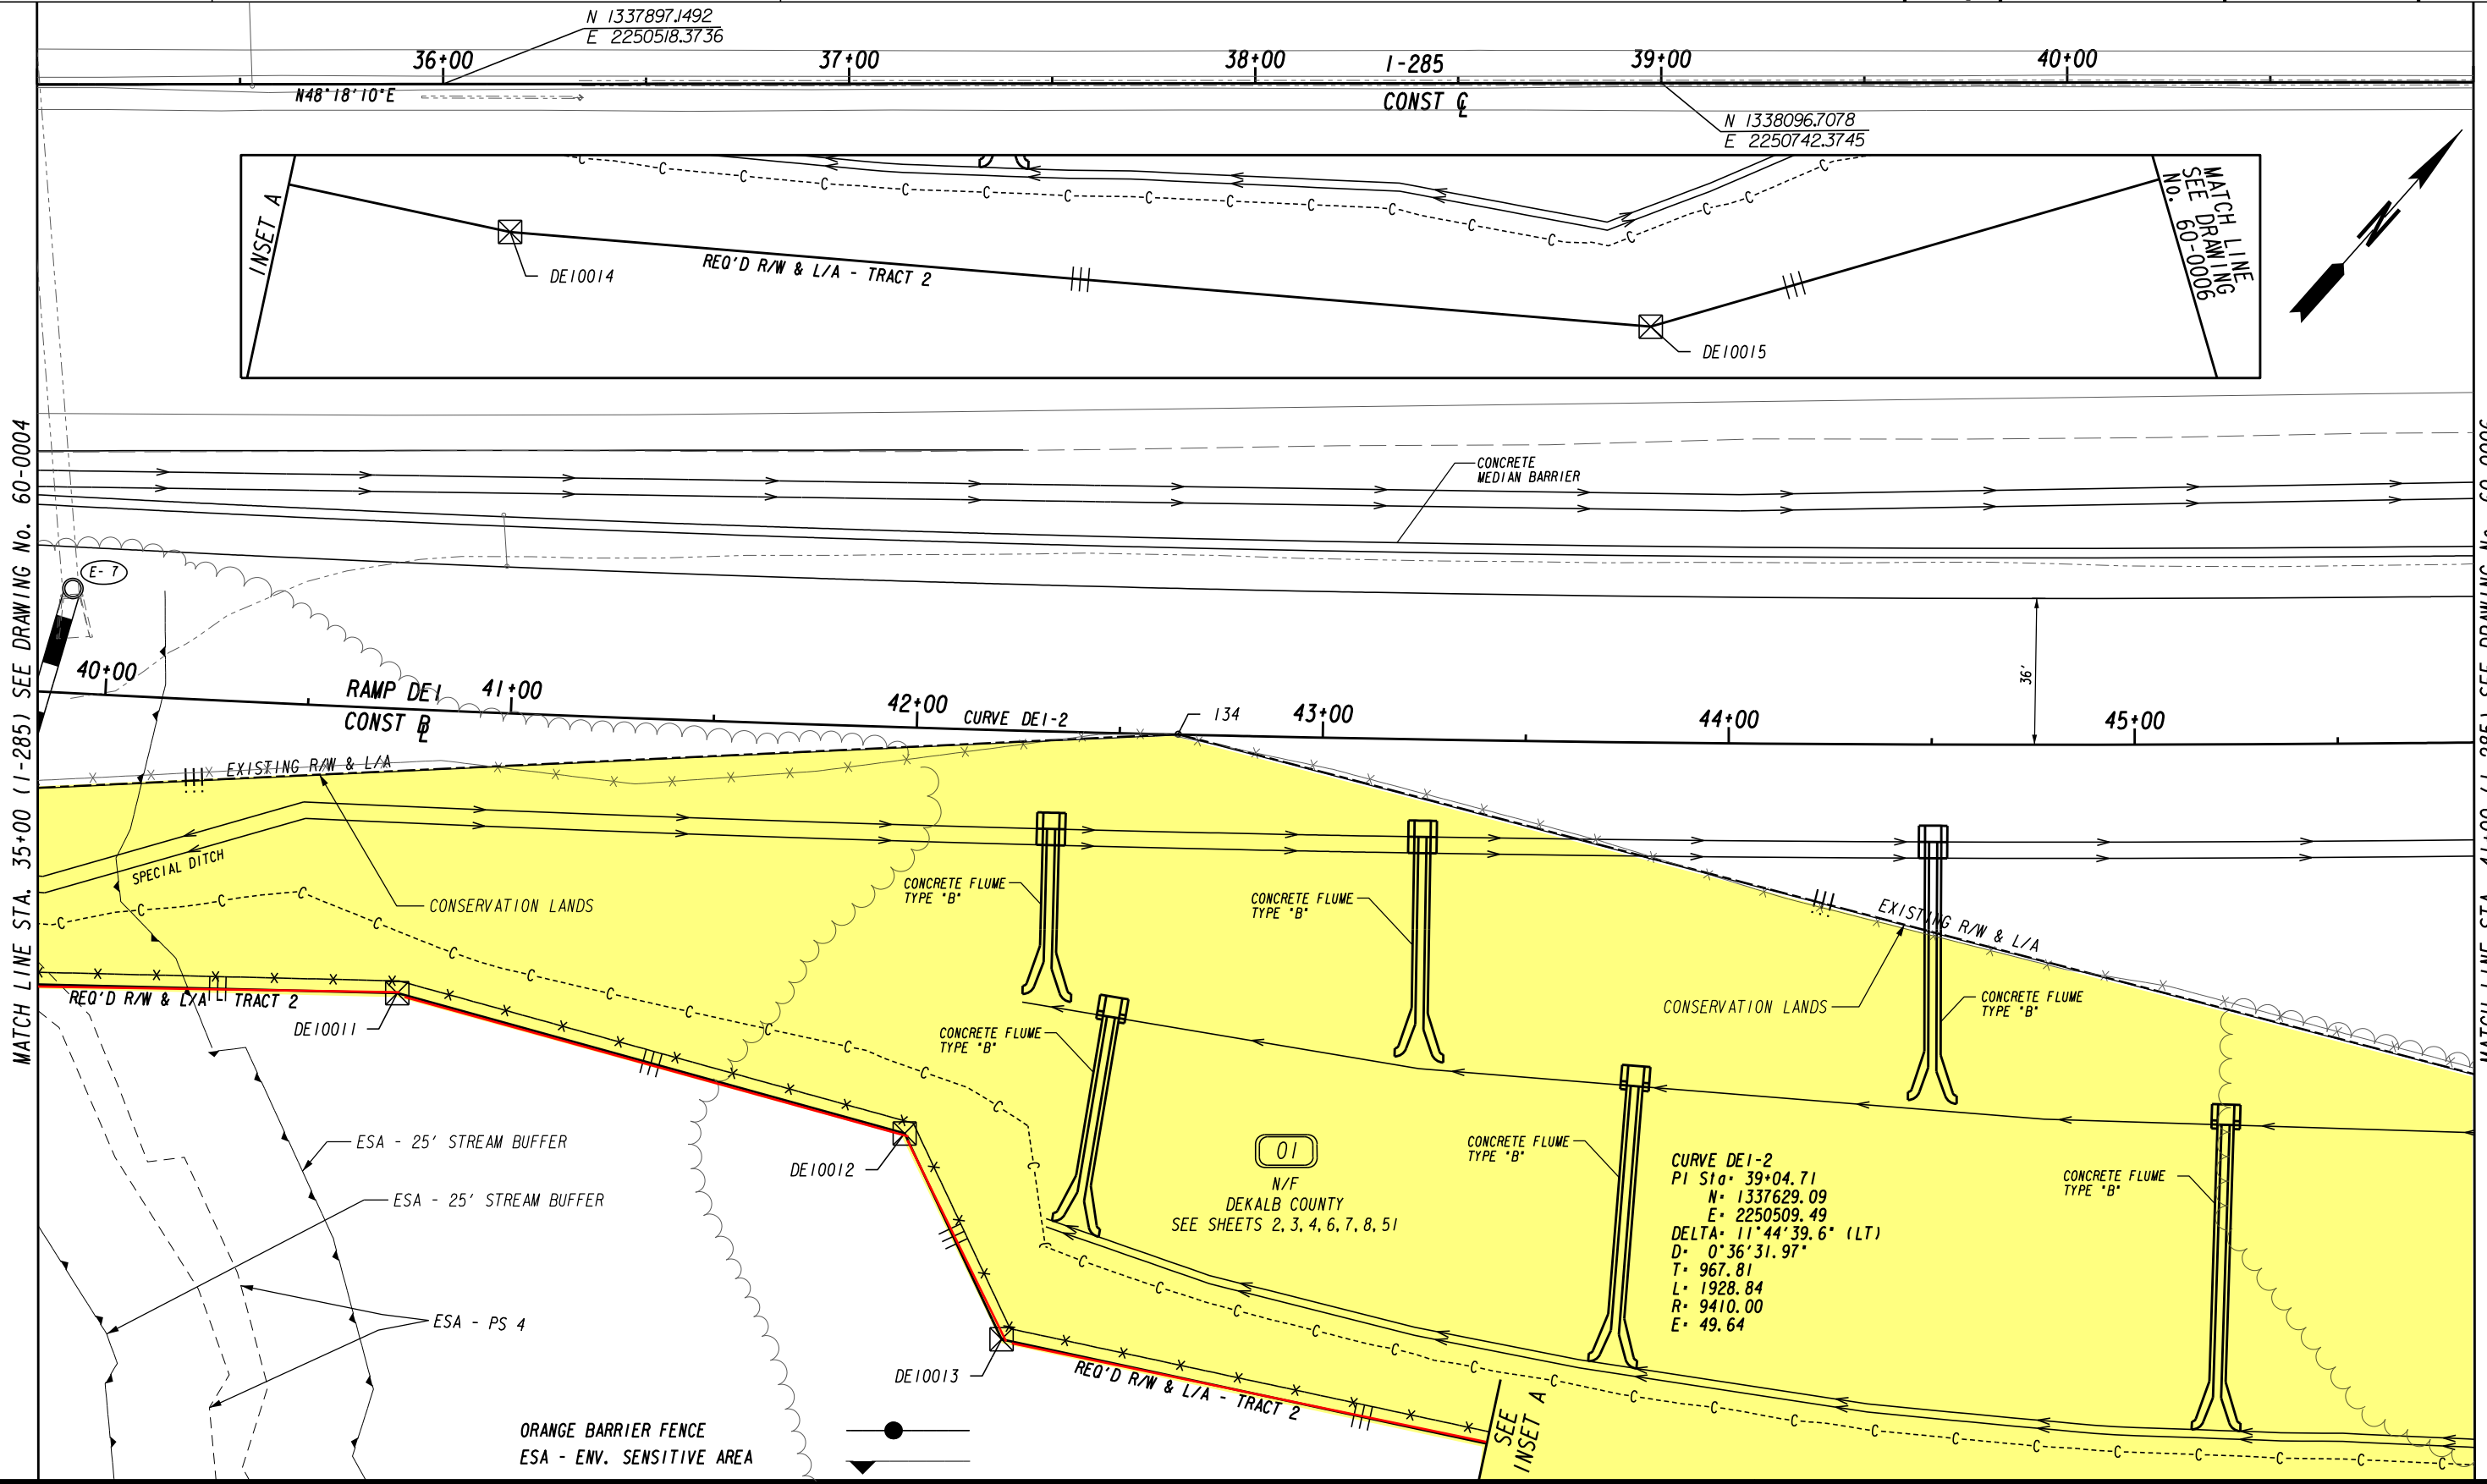 N 1337897.1492
E 2250518.3736
36+00
37+00
38+00
I-285
39+00
40+00
N48°18'10"E
CONST ℄
N 1338096.7078
E 2250742.3745
INSET A
DE10014
REQ'D R/W & L/A - TRACT 2
DE10015
MATCH LINE
SEE DRAWING
No. 60-0006
N
MATCH LINE STA. 35+00 (I-285) SEE DRAWING No. 60-0004
CONCRETE
MEDIAN BARRIER
E-7
36'
40+00
RAMP DE1
41+00
CONST B̲L
42+00
CURVE DE1-2
134
43+00
44+00
45+00
EXISTING R/W & L/A
SPECIAL DITCH
CONSERVATION LANDS
CONCRETE FLUME
TYPE "B"
CONCRETE FLUME
TYPE "B"
EXISTING R/W & L/A
CONSERVATION LANDS
CONCRETE FLUME
TYPE "B"
REQ'D R/W & L/A TRACT 2
DE10011
CONCRETE FLUME
TYPE "B"
ESA - 25' STREAM BUFFER
DE10012
ESA - 25' STREAM BUFFER
01
N/F
DEKALB COUNTY
SEE SHEETS 2, 3, 4, 6, 7, 8, 51
CONCRETE FLUME
TYPE "B"
CURVE DE1-2
PI Sta= 39+04.71
N= 1337629.09
E= 2250509.49
DELTA= 11°44'39.6" (LT)
D= 0°36'31.97"
T= 967.81
L= 1928.84
R= 9410.00
E= 49.64
CONCRETE FLUME
TYPE "B"
ESA - PS 4
DE10013
REQ'D R/W & L/A - TRACT 2
SEE
INSET A
ORANGE BARRIER FENCE
ESA - ENV. SENSITIVE AREA